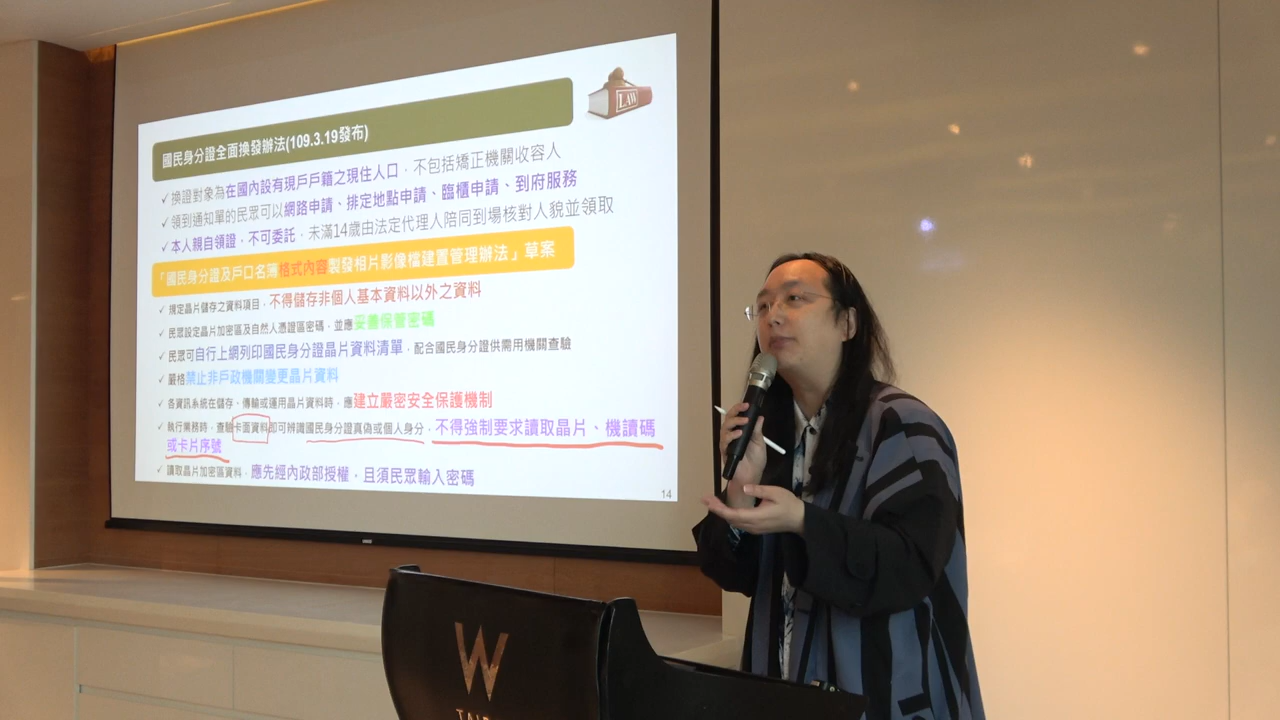 LAW
國民身分證全面換發辦法(109.3.19發布)
✓ 換證對象為在國內設有現戶戶籍之現住人口，不包括矯正機關收容人
✓ 領到通知單的民眾可以網路申請、排定地點申請、臨櫃申請、到府服務
✓ 本人親自領證，不可委託，未滿14歲由法定代理人陪同到場核對人貌並領取
「國民身分證及戶口名簿格式內容製發相片影像檔建置管理辦法」草案
✓ 規定晶片儲存之資料項目，不得儲存非個人基本資料以外之資料
✓ 民眾設定晶片加密區及自然人憑證區密碼，並應妥善保管密碼
✓ 民眾可自行上網列印國民身分證晶片資料清單，配合國民身分證供需用機關查驗
✓ 嚴格禁止非戶政機關變更晶片資料
✓ 各資訊系統在儲存、傳輸或運用晶片資料時，應建立嚴密安全保護機制
✓ 執行業務時，查驗卡面資料即可辨識國民身分證真偽或個人身分，不得強制要求讀取晶片、機讀碼
或卡片序號
✓ 讀取晶片加密區資料，應先經內政部授權，且須民眾輸入密碼
14
W